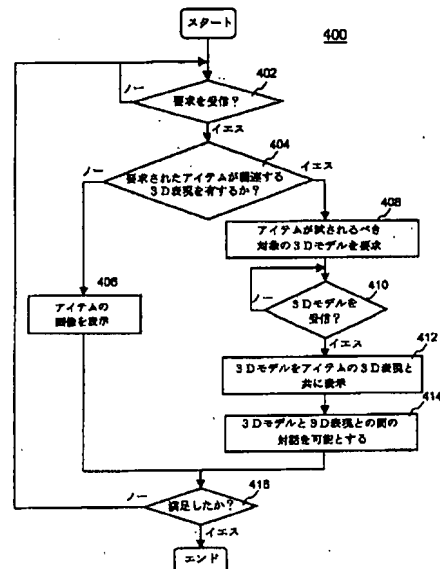 スタート
400
402
ノー
要求を受信?
イエス
404
ノー
要求されたアイテムが関連する
3D表現を有するか?
イエス
408
アイテムが試されるべき
対象の3Dモデルを要求
406
410
ノー
3Dモデルを
受信?
アイテムの
画像を表示
イエス
412
3Dモデルをアイテムの3D表現と
共に表示
414
3Dモデルと3D表現との間の
対話を可能とする
416
ノー
満足したか?
イエス
エンド